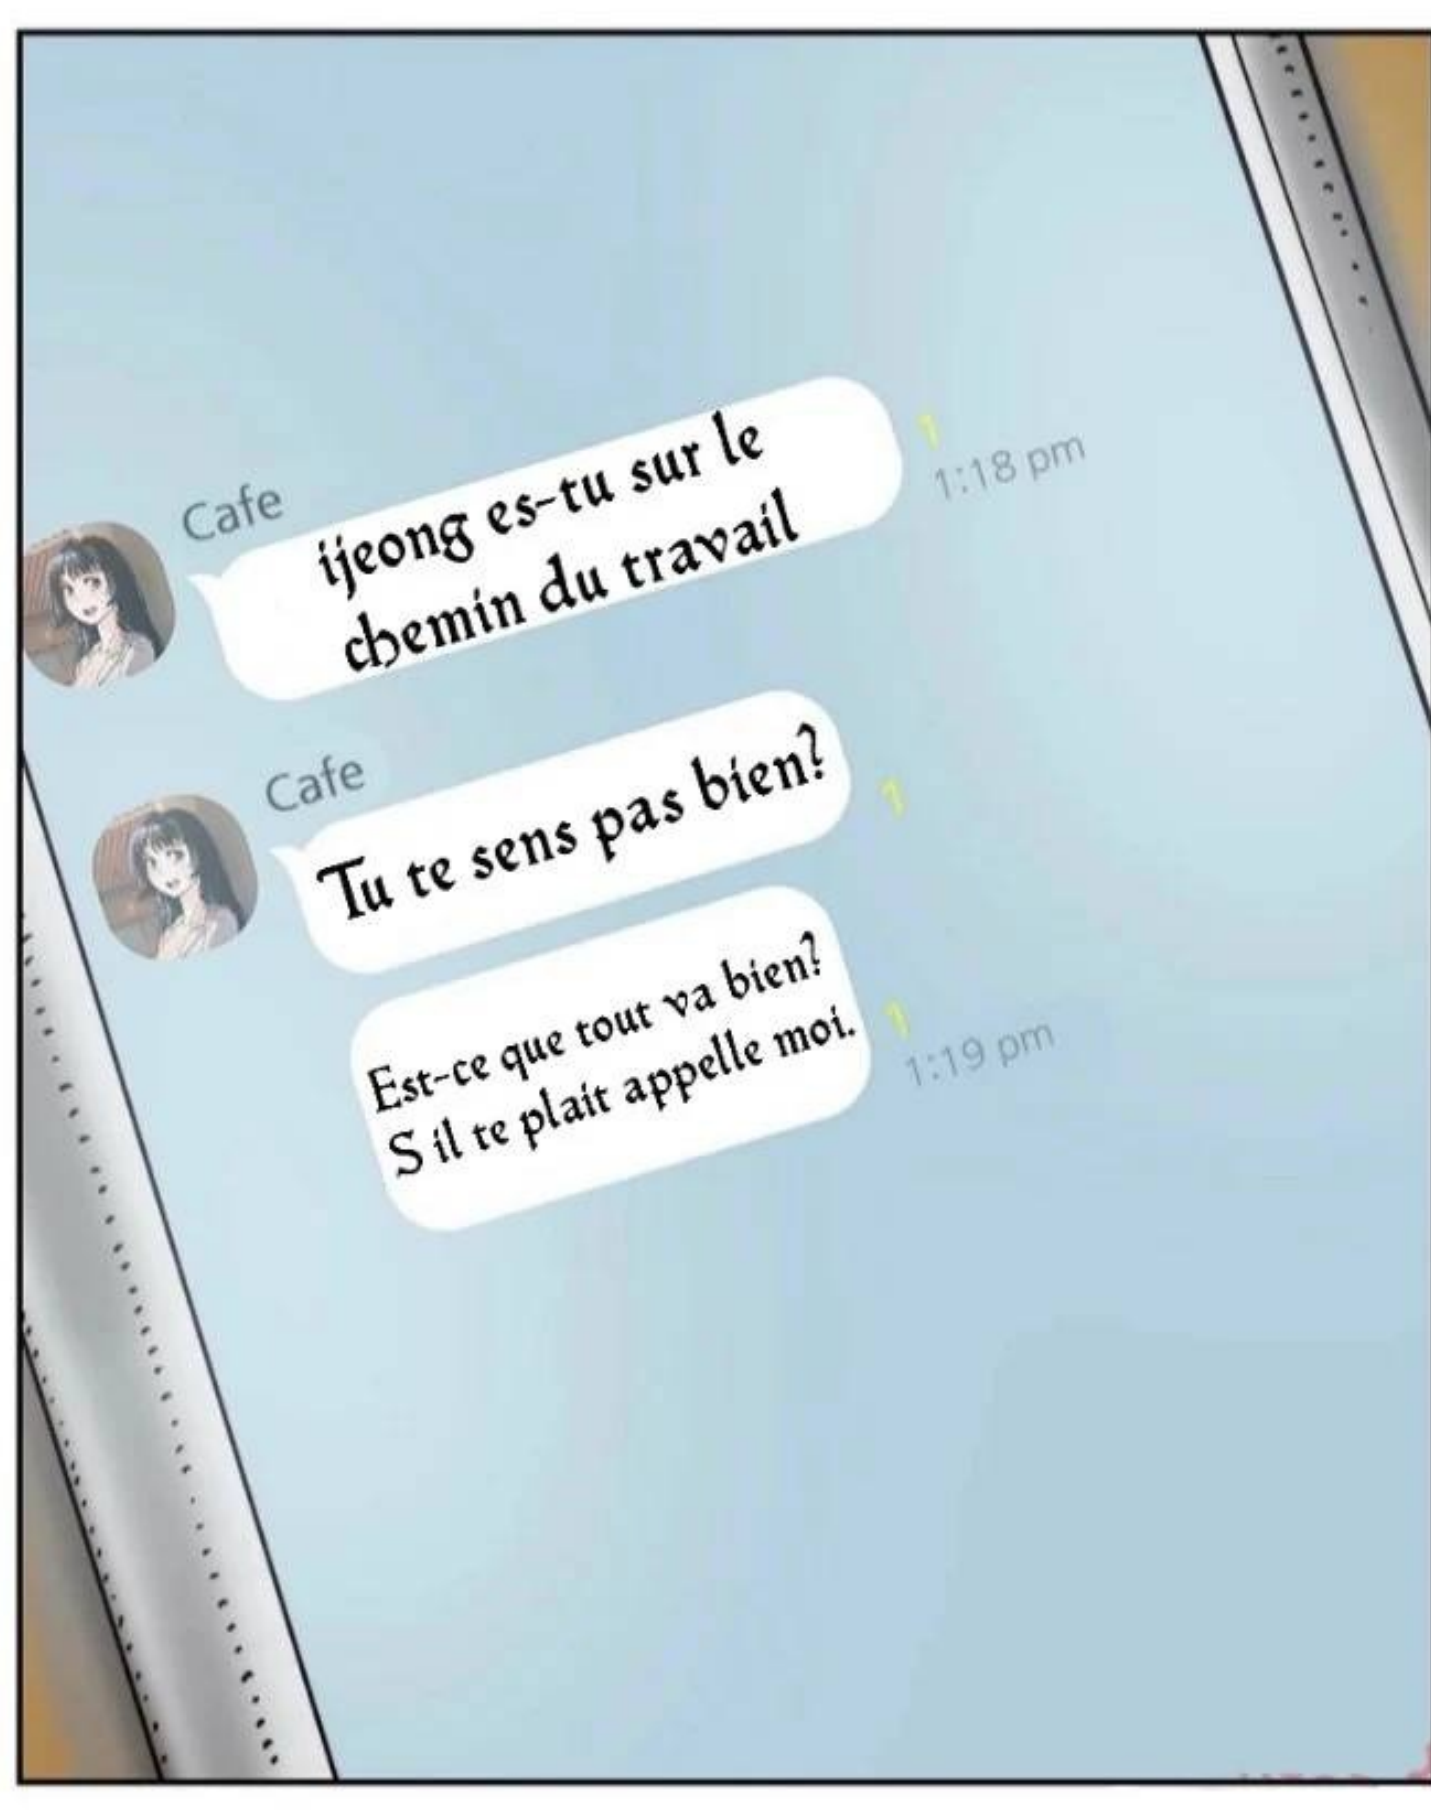 Cafe
ijeong es-tu sur le
chemin du travail
1
1:18 pm
Cafe
Tu te sens pas bien?
1
Est-ce que tout va bien?
S il te plait appelle moi.
1
1:19 pm